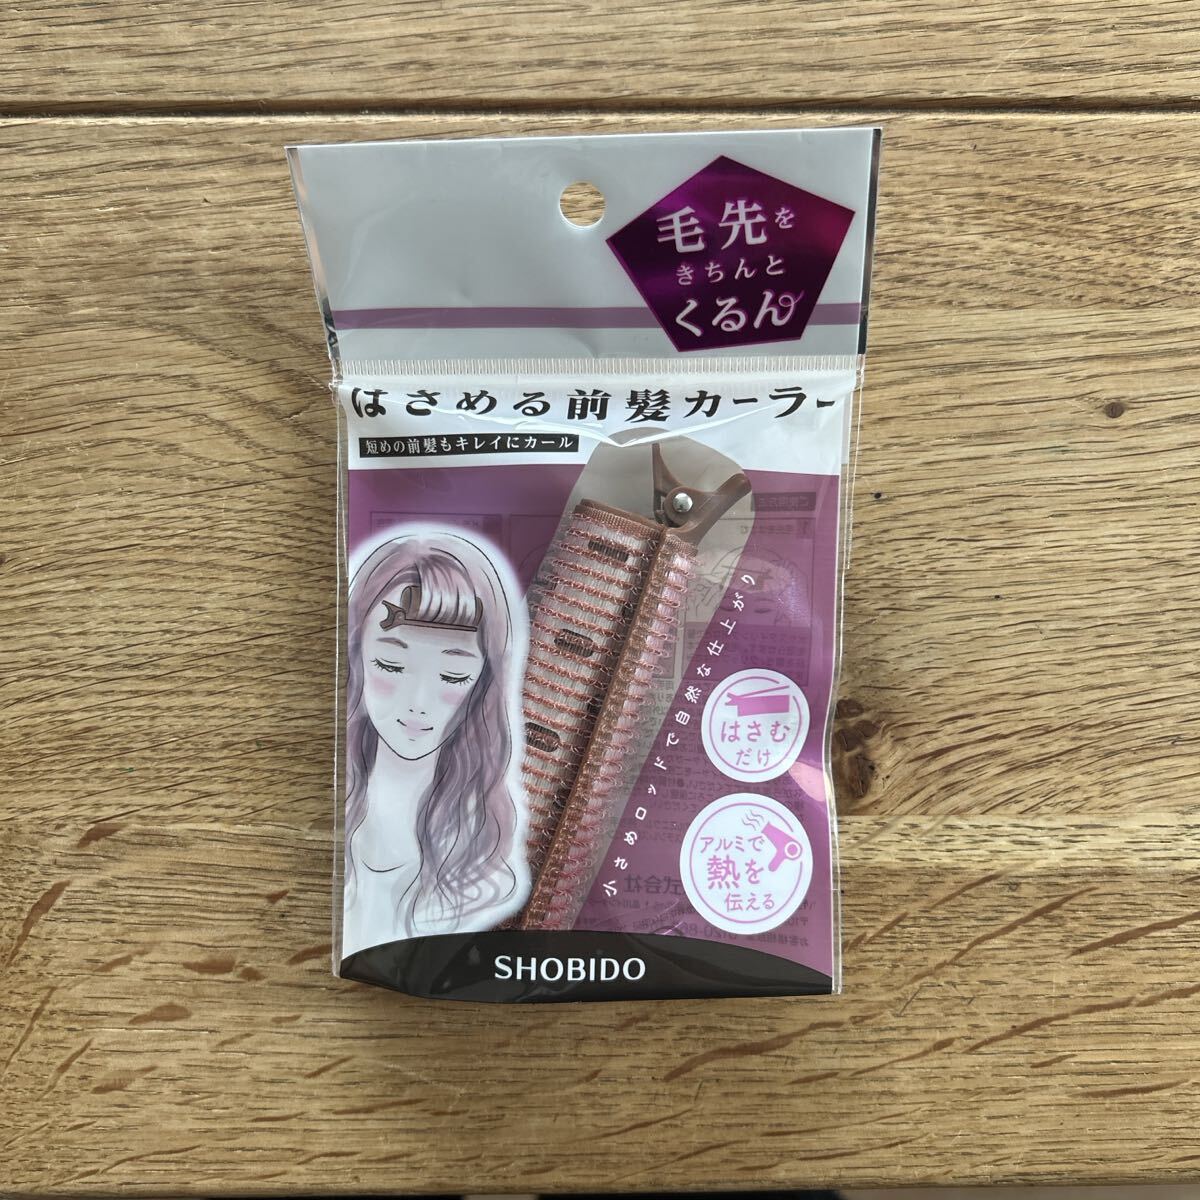 毛先を
きちんと
くるん
はさめる前髪カーラー
短めの前髪もキレイにカール
小さめロッドで自然な仕上がり
はさむ
だけ
アルミで
熱を
伝える
SHOBIDO